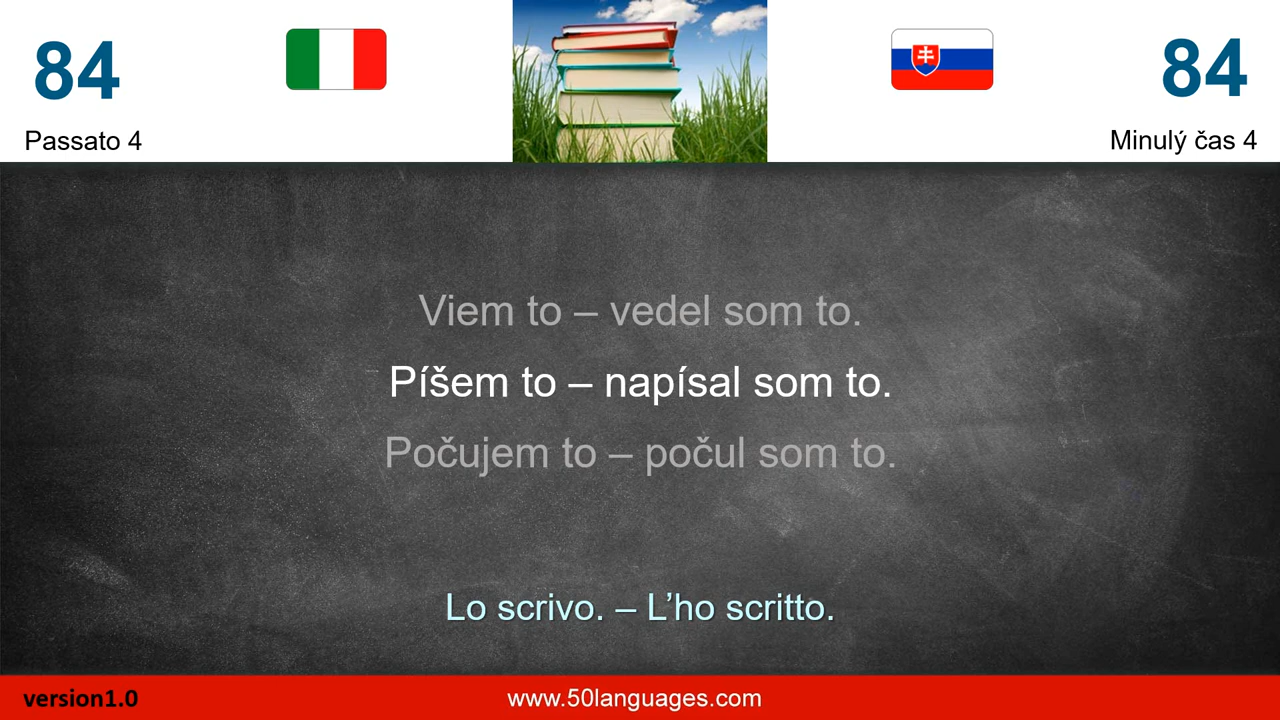 84
84
Passato 4
Minulý čas 4
Viem to – vedel som to.
Píšem to – napísal som to.
Počujem to – počul som to.
Lo scrivo. – L’ho scritto.
version1.0
www.50languages.com